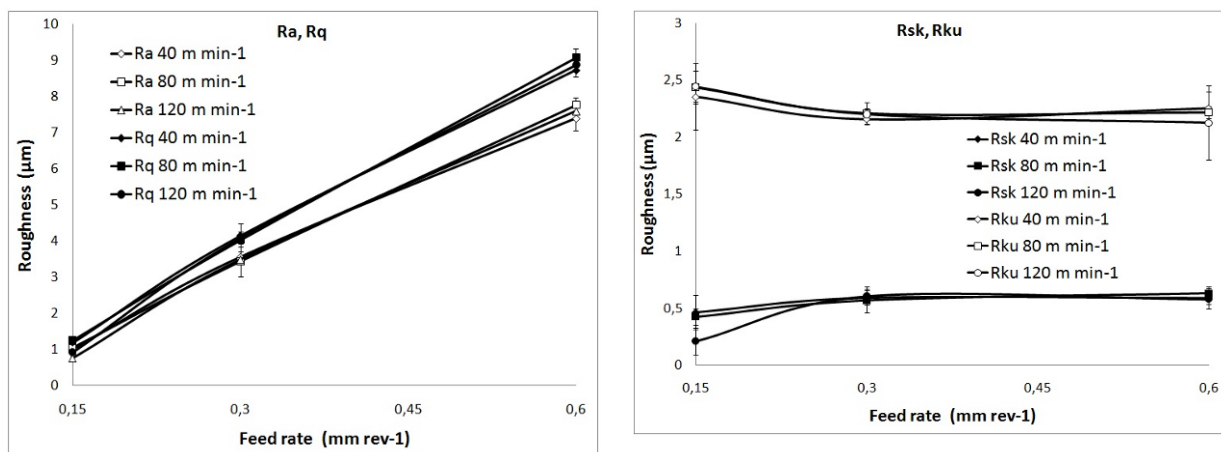 Ra, Rq
Roughness (µm)
10
9
8
7
6
5
4
3
2
1
0
Ra 40 m min-1
Ra 80 m min-1
Ra 120 m min-1
Rq 40 m min-1
Rq 80 m min-1
Rq 120 m min-1
0,15
0,3
0,45
0,6
Feed rate (mm rev-1)
Rsk, Rku
Roughness (µm)
3
2,5
2
1,5
1
0,5
0
Rsk 40 m min-1
Rsk 80 m min-1
Rsk 120 m min-1
Rku 40 m min-1
Rku 80 m min-1
Rku 120 m min-1
0,15
0,3
0,45
0,6
Feed rate (mm rev-1)